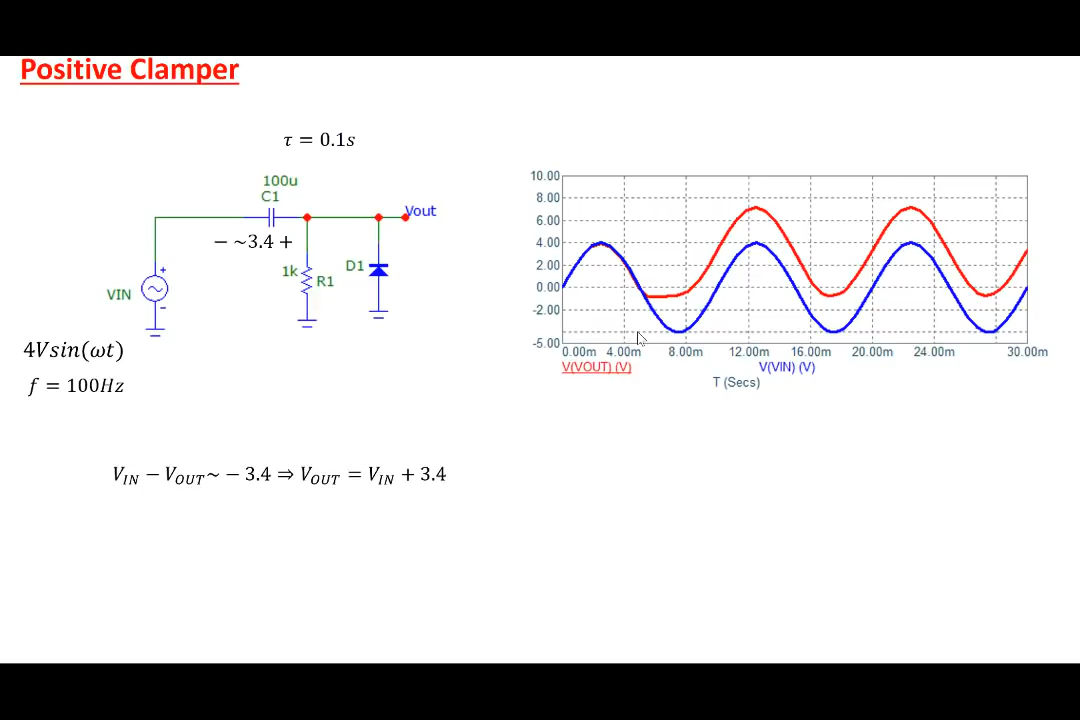 Positive Clamper
τ = 0.1s
100u
C1
Vout
− ~3.4 +
1k
R1
D1
+
VIN
-
4Vsin(ωt)
f = 100Hz
V_IN − V_OUT ~ − 3.4 ⇒ V_OUT = V_IN + 3.4
10.00
8.00
6.00
4.00
2.00
0.00
-2.00
-5.00
0.00m 4.00m 8.00m 12.00m 16.00m 20.00m 24.00m 30.00m
V(VOUT) (V) V(VIN) (V)
T (Secs)